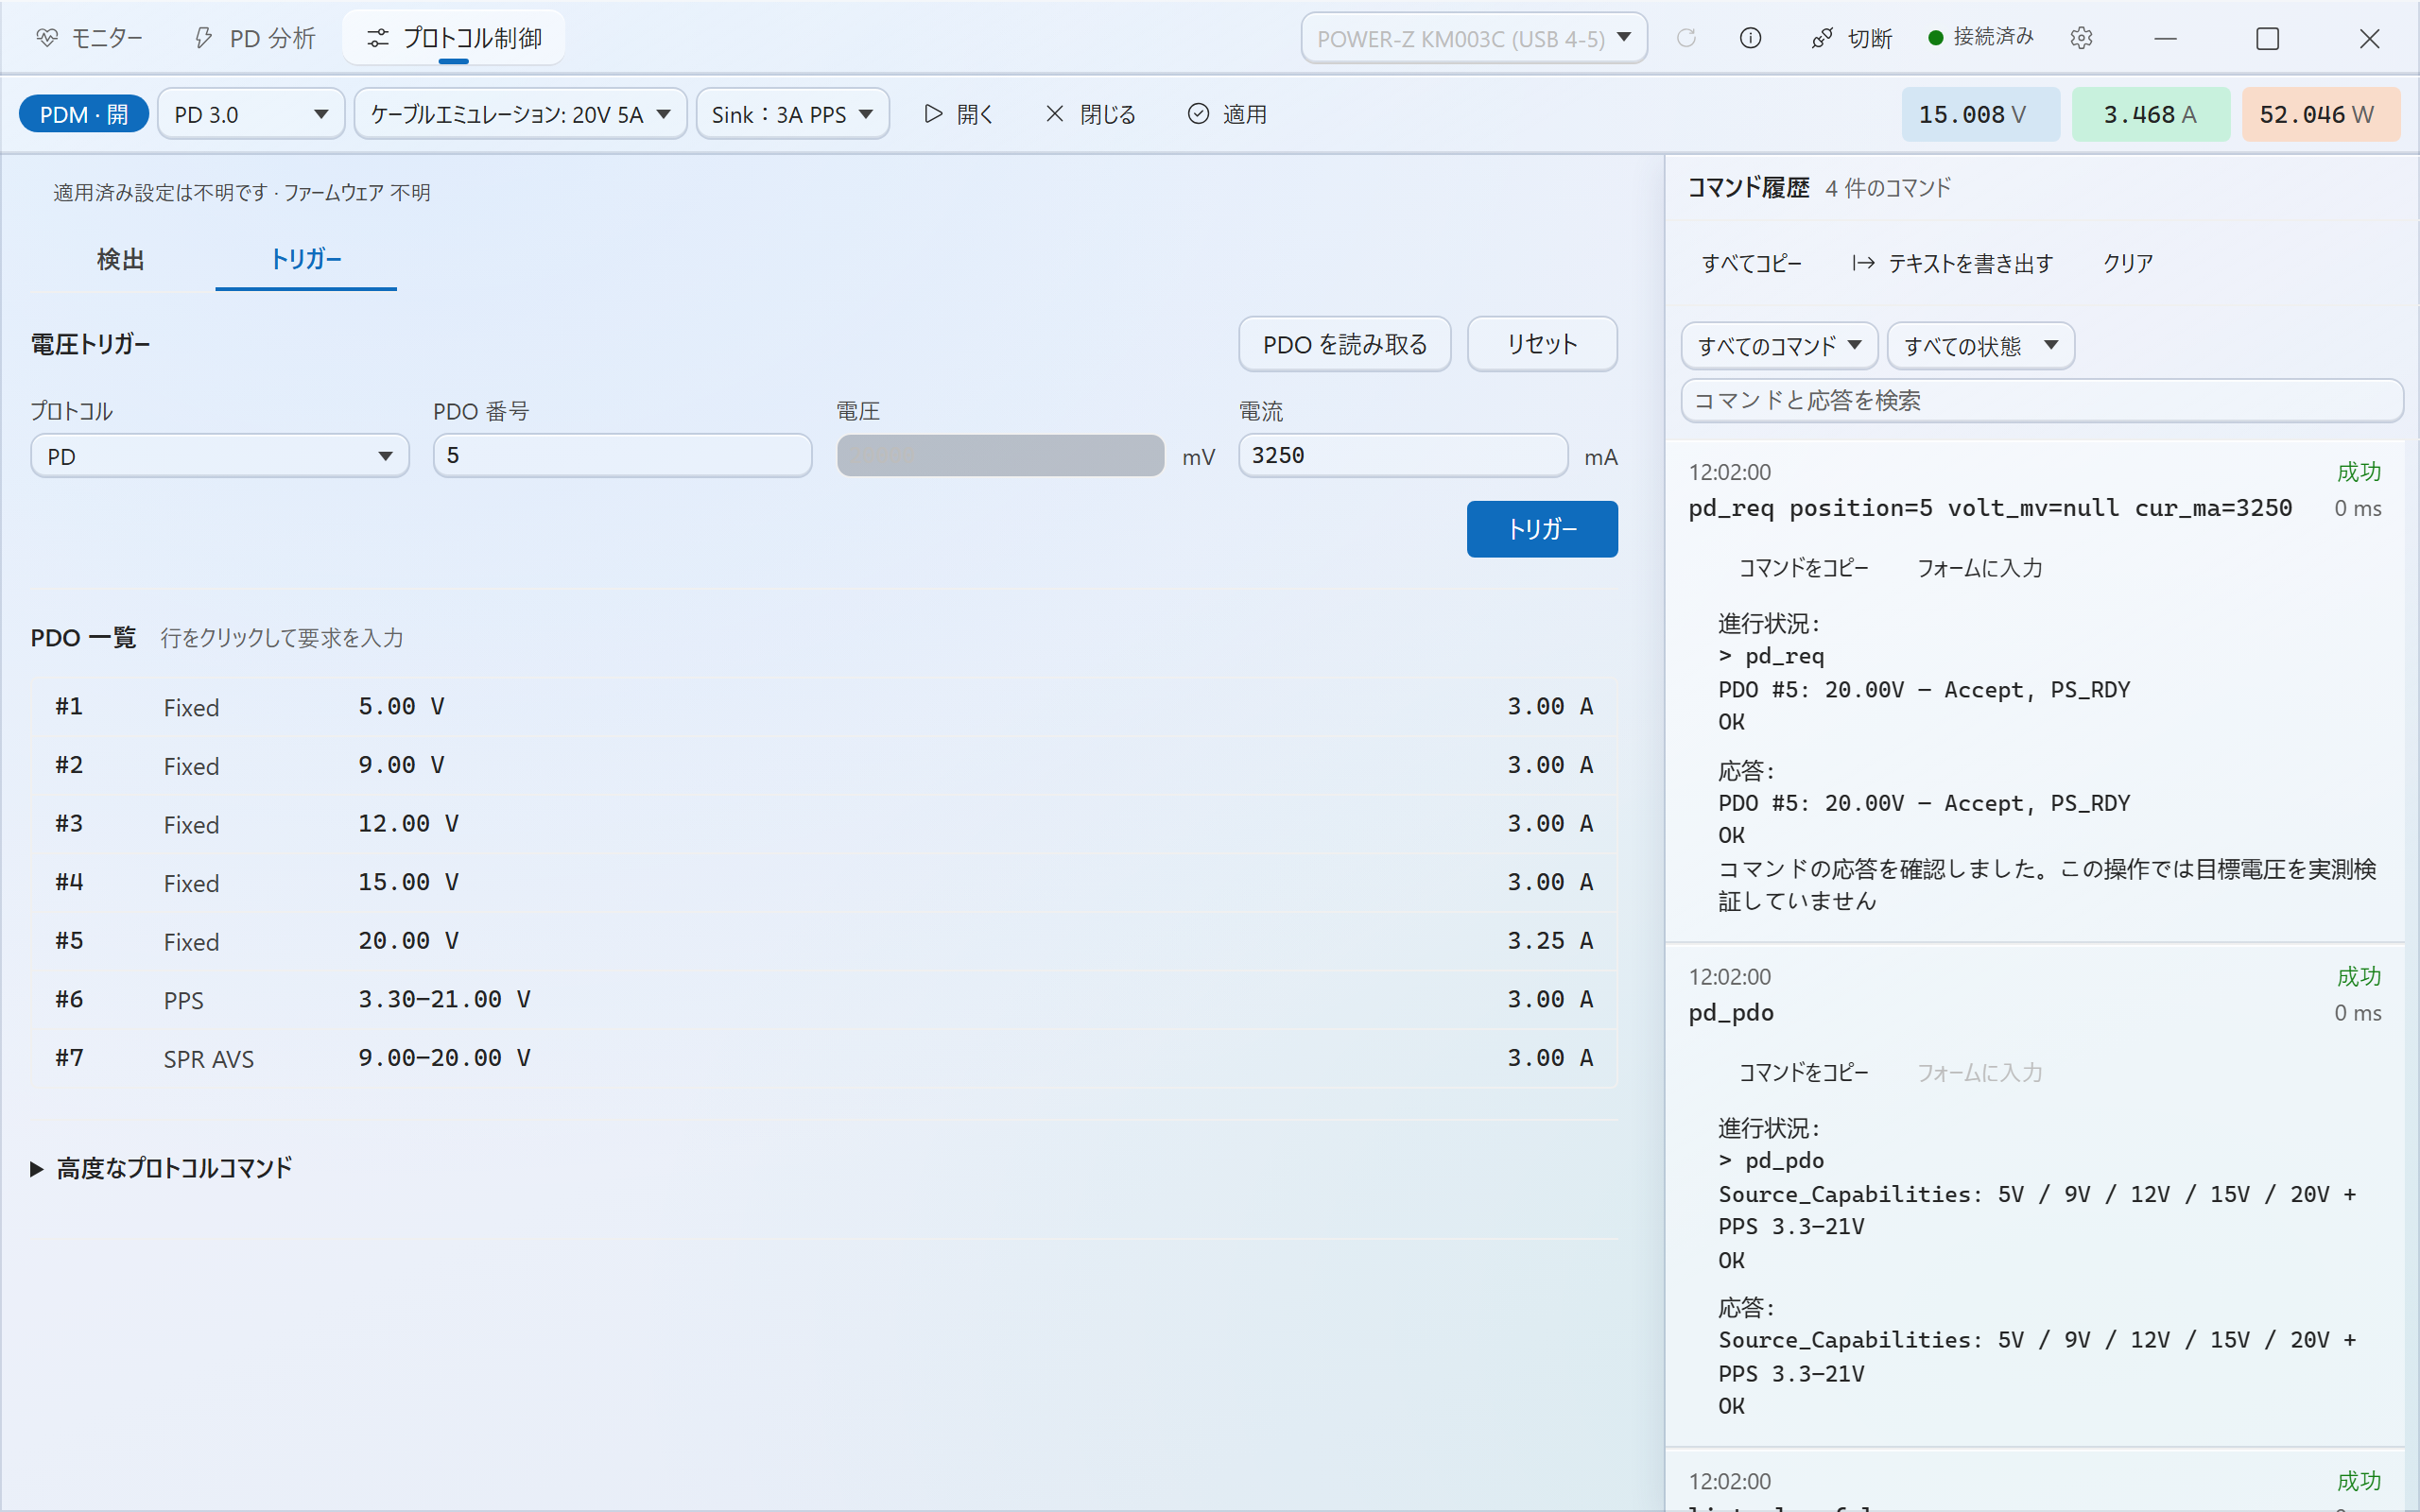 モニター PD 分析 プロトコル制御 POWER-Z KM003C (USB 4-5) 切断 接続済み
PDM · 開 PD 3.0 ケーブルエミュレーション: 20V 5A Sink：3A PPS 開く 閉じる 適用 15.008 V 3.468 A 52.046 W
適用済み設定は不明です · ファームウェア 不明
検出 トリガー
電圧トリガー PDO を読み取る リセット
プロトコル PDO 番号 電圧 電流
PD 5 mV 3250 mA
トリガー
PDO 一覧 行をクリックして要求を入力
#1 Fixed 5.00 V 3.00 A
#2 Fixed 9.00 V 3.00 A
#3 Fixed 12.00 V 3.00 A
#4 Fixed 15.00 V 3.00 A
#5 Fixed 20.00 V 3.25 A
#6 PPS 3.30–21.00 V 3.00 A
#7 SPR AVS 9.00–20.00 V 3.00 A
高度なプロトコルコマンド
コマンド履歴 4 件のコマンド
すべてコピー テキストを書き出す クリア
すべてのコマンド すべての状態
コマンドと応答を検索
12:02:00 成功
pd_req position=5 volt_mv=null cur_ma=3250 0 ms
コマンドをコピー フォームに入力
進行状況:
> pd_req
PDO #5: 20.00V — Accept, PS_RDY
OK
応答:
PDO #5: 20.00V — Accept, PS_RDY
OK
コマンドの応答を確認しました。この操作では目標電圧を実測検
証していません
12:02:00 成功
pd_pdo 0 ms
コマンドをコピー フォームに入力
進行状況:
> pd_pdo
Source_Capabilities: 5V / 9V / 12V / 15V / 20V +
PPS 3.3–21V
OK
応答:
Source_Capabilities: 5V / 9V / 12V / 15V / 20V +
PPS 3.3–21V
OK
12:02:00 成功